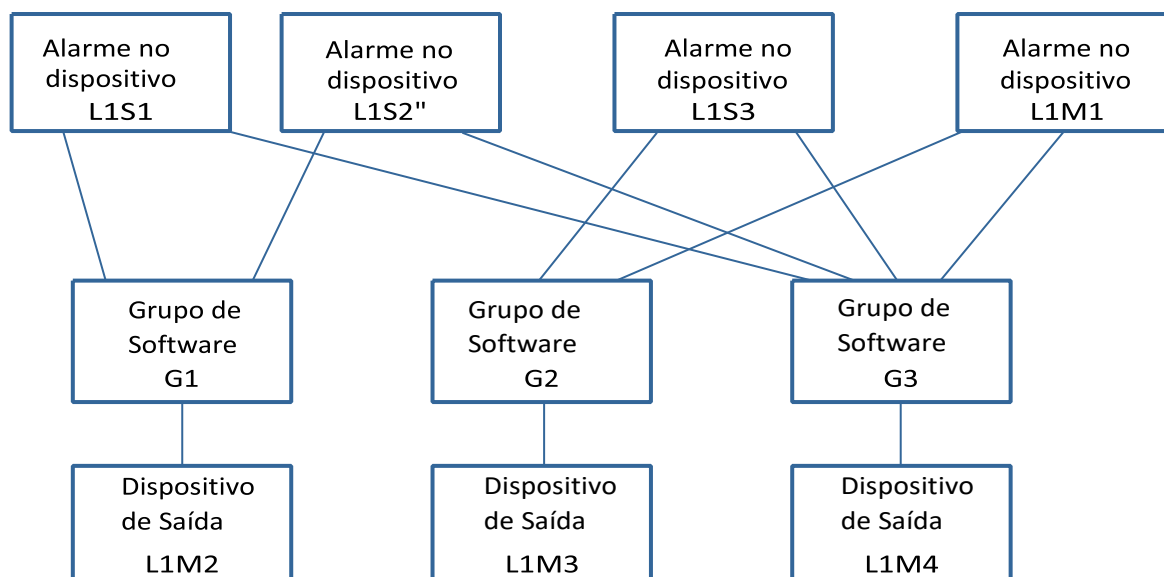 Alarme no
dispositivo
L1S1
Alarme no
dispositivo
L1S2"
Alarme no
dispositivo
L1S3
Alarme no
dispositivo
L1M1
Grupo de
Software
G1
Grupo de
Software
G2
Grupo de
Software
G3
Dispositivo
de Saída
L1M2
Dispositivo
de Saída
L1M3
Dispositivo
de Saída
L1M4